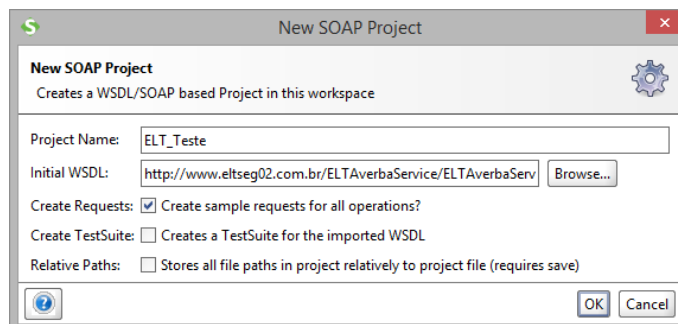 New SOAP Project
New SOAP Project
Creates a WSDL/SOAP based Project in this workspace
Project Name: ELT_Teste
Initial WSDL: http://www.eltseg02.com.br/ELTAverbaService/ELTAverbaServ Browse...
Create Requests: Create sample requests for all operations?
Create TestSuite: Creates a TestSuite for the imported WSDL
Relative Paths: Stores all file paths in project relatively to project file (requires save)
OK Cancel